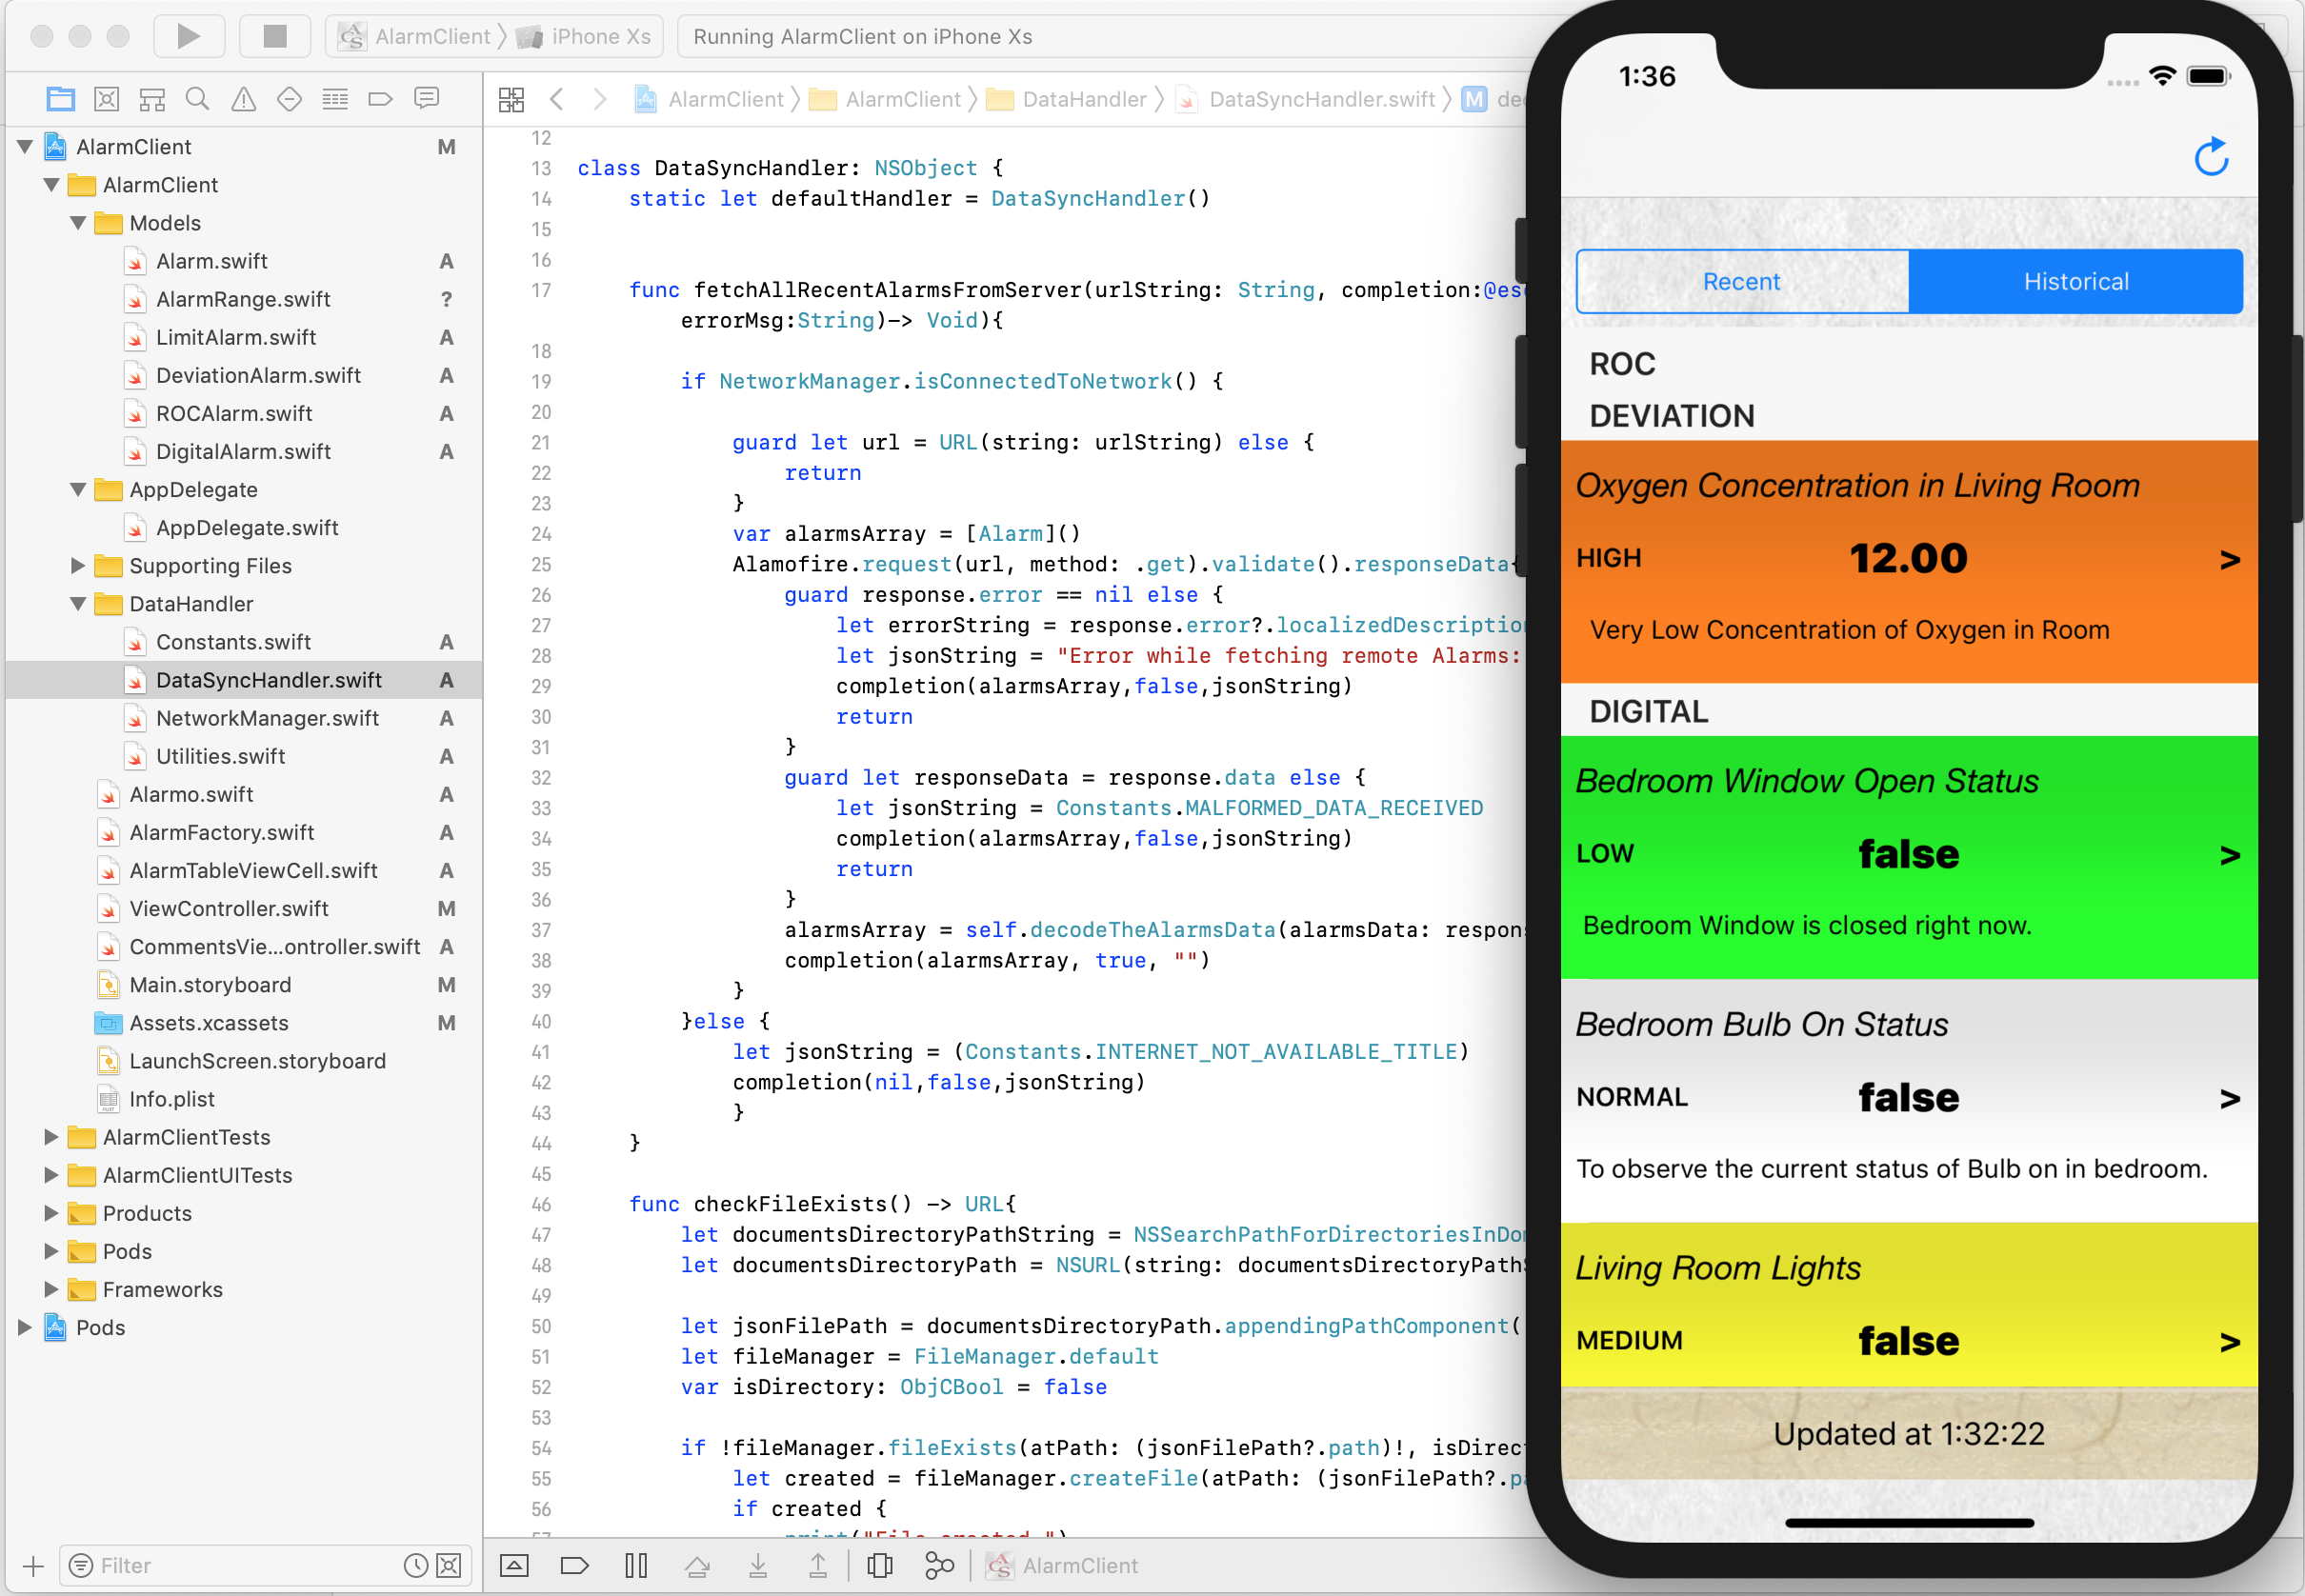 AlarmClient
iPhone Xs
Running AlarmClient on iPhone Xs
AlarmClient
AlarmClient
DataHandler
DataSyncHandler.swift
M
AlarmClient M
AlarmClient
Models
Alarm.swift A
AlarmRange.swift ?
LimitAlarm.swift A
DeviationAlarm.swift A
ROCAlarm.swift A
DigitalAlarm.swift A
AppDelegate
AppDelegate.swift
Supporting Files
DataHandler
Constants.swift A
DataSyncHandler.swift A
NetworkManager.swift A
Utilities.swift A
Alarmo.swift A
AlarmFactory.swift A
AlarmTableViewCell.swift A
ViewController.swift M
CommentsVie...ontroller.swift A
Main.storyboard M
Assets.xcassets M
LaunchScreen.storyboard
Info.plist
AlarmClientTests
AlarmClientUITests
Products
Pods
Frameworks
Pods
Filter
12
13 class DataSyncHandler: NSObject {
14 static let defaultHandler = DataSyncHandler()
15
16
17 func fetchAllRecentAlarmsFromServer(urlString: String, completion:@es
errorMsg:String)-> Void){
18
19 if NetworkManager.isConnectedToNetwork() {
20
21 guard let url = URL(string: urlString) else {
22 return
23 }
24 var alarmsArray = [Alarm]()
25 Alamofire.request(url, method: .get).validate().responseData{
26 guard response.error == nil else {
27 let errorString = response.error?.localizedDescriptio
28 let jsonString = "Error while fetching remote Alarms:
29 completion(alarmsArray,false,jsonString)
30 return
31 }
32 guard let responseData = response.data else {
33 let jsonString = Constants.MALFORMED_DATA_RECEIVED
34 completion(alarmsArray,false,jsonString)
35 return
36 }
37 alarmsArray = self.decodeTheAlarmsData(alarmsData: respon
38 completion(alarmsArray, true, "")
39 }
40 }else {
41 let jsonString = (Constants.INTERNET_NOT_AVAILABLE_TITLE)
42 completion(nil,false,jsonString)
43 }
44 }
45
46 func checkFileExists() -> URL{
47 let documentsDirectoryPathString = NSSearchPathForDirectoriesInDo
48 let documentsDirectoryPath = NSURL(string: documentsDirectoryPath
49
50 let jsonFilePath = documentsDirectoryPath.appendingPathComponent(
51 let fileManager = FileManager.default
52 var isDirectory: ObjCBool = false
53
54 if !fileManager.fileExists(atPath: (jsonFilePath?.path)!, isDirec
55 let created = fileManager.createFile(atPath: (jsonFilePath?.p
56 if created {
57 print("File created ")
AlarmClient
1:36
Recent
Historical
ROC
DEVIATION
Oxygen Concentration in Living Room
HIGH 12.00 >
Very Low Concentration of Oxygen in Room
DIGITAL
Bedroom Window Open Status
LOW false >
Bedroom Window is closed right now.
Bedroom Bulb On Status
NORMAL false >
To observe the current status of Bulb on in bedroom.
Living Room Lights
MEDIUM false >
Updated at 1:32:22